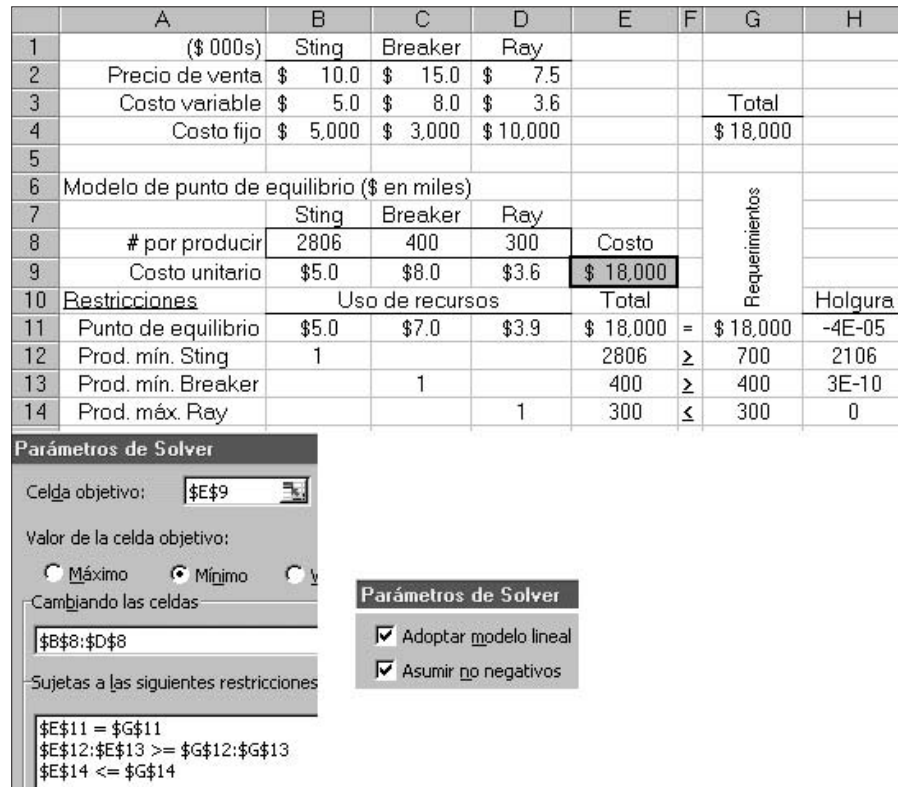 A B C D E F G H
1 ($ 000s) Sting Breaker Ray
2 Precio de venta $ 10.0 $ 15.0 $ 7.5
3 Costo variable $ 5.0 $ 8.0 $ 3.6 Total
4 Costo fijo $ 5,000 $ 3,000 $ 10,000 $ 18,000
5
6 Modelo de punto de equilibrio ($ en miles)
Requerimientos
7 Sting Breaker Ray
8 # por producir 2806 400 300 Costo
9 Costo unitario $5.0 $8.0 $3.6 $ 18,000
10 Restricciones Uso de recursos Total Holgura
11 Punto de equilibrio $5.0 $7.0 $3.9 $ 18,000 = $ 18,000 -4E-05
12 Prod. mín. Sting 1 2806 ≥ 700 2106
13 Prod. mín. Breaker 1 400 ≥ 400 3E-10
14 Prod. máx. Ray 1 300 ≤ 300 0
Parámetros de Solver
Celda objetivo: $E$9
Valor de la celda objetivo:
Máximo Mínimo
Cambiando las celdas
$B$8:$D$8
Sujetas a las siguientes restricciones
$E$11 = $G$11
$E$12:$E$13 >= $G$12:$G$13
$E$14 <= $G$14
Parámetros de Solver
Adoptar modelo lineal
Asumir no negativos